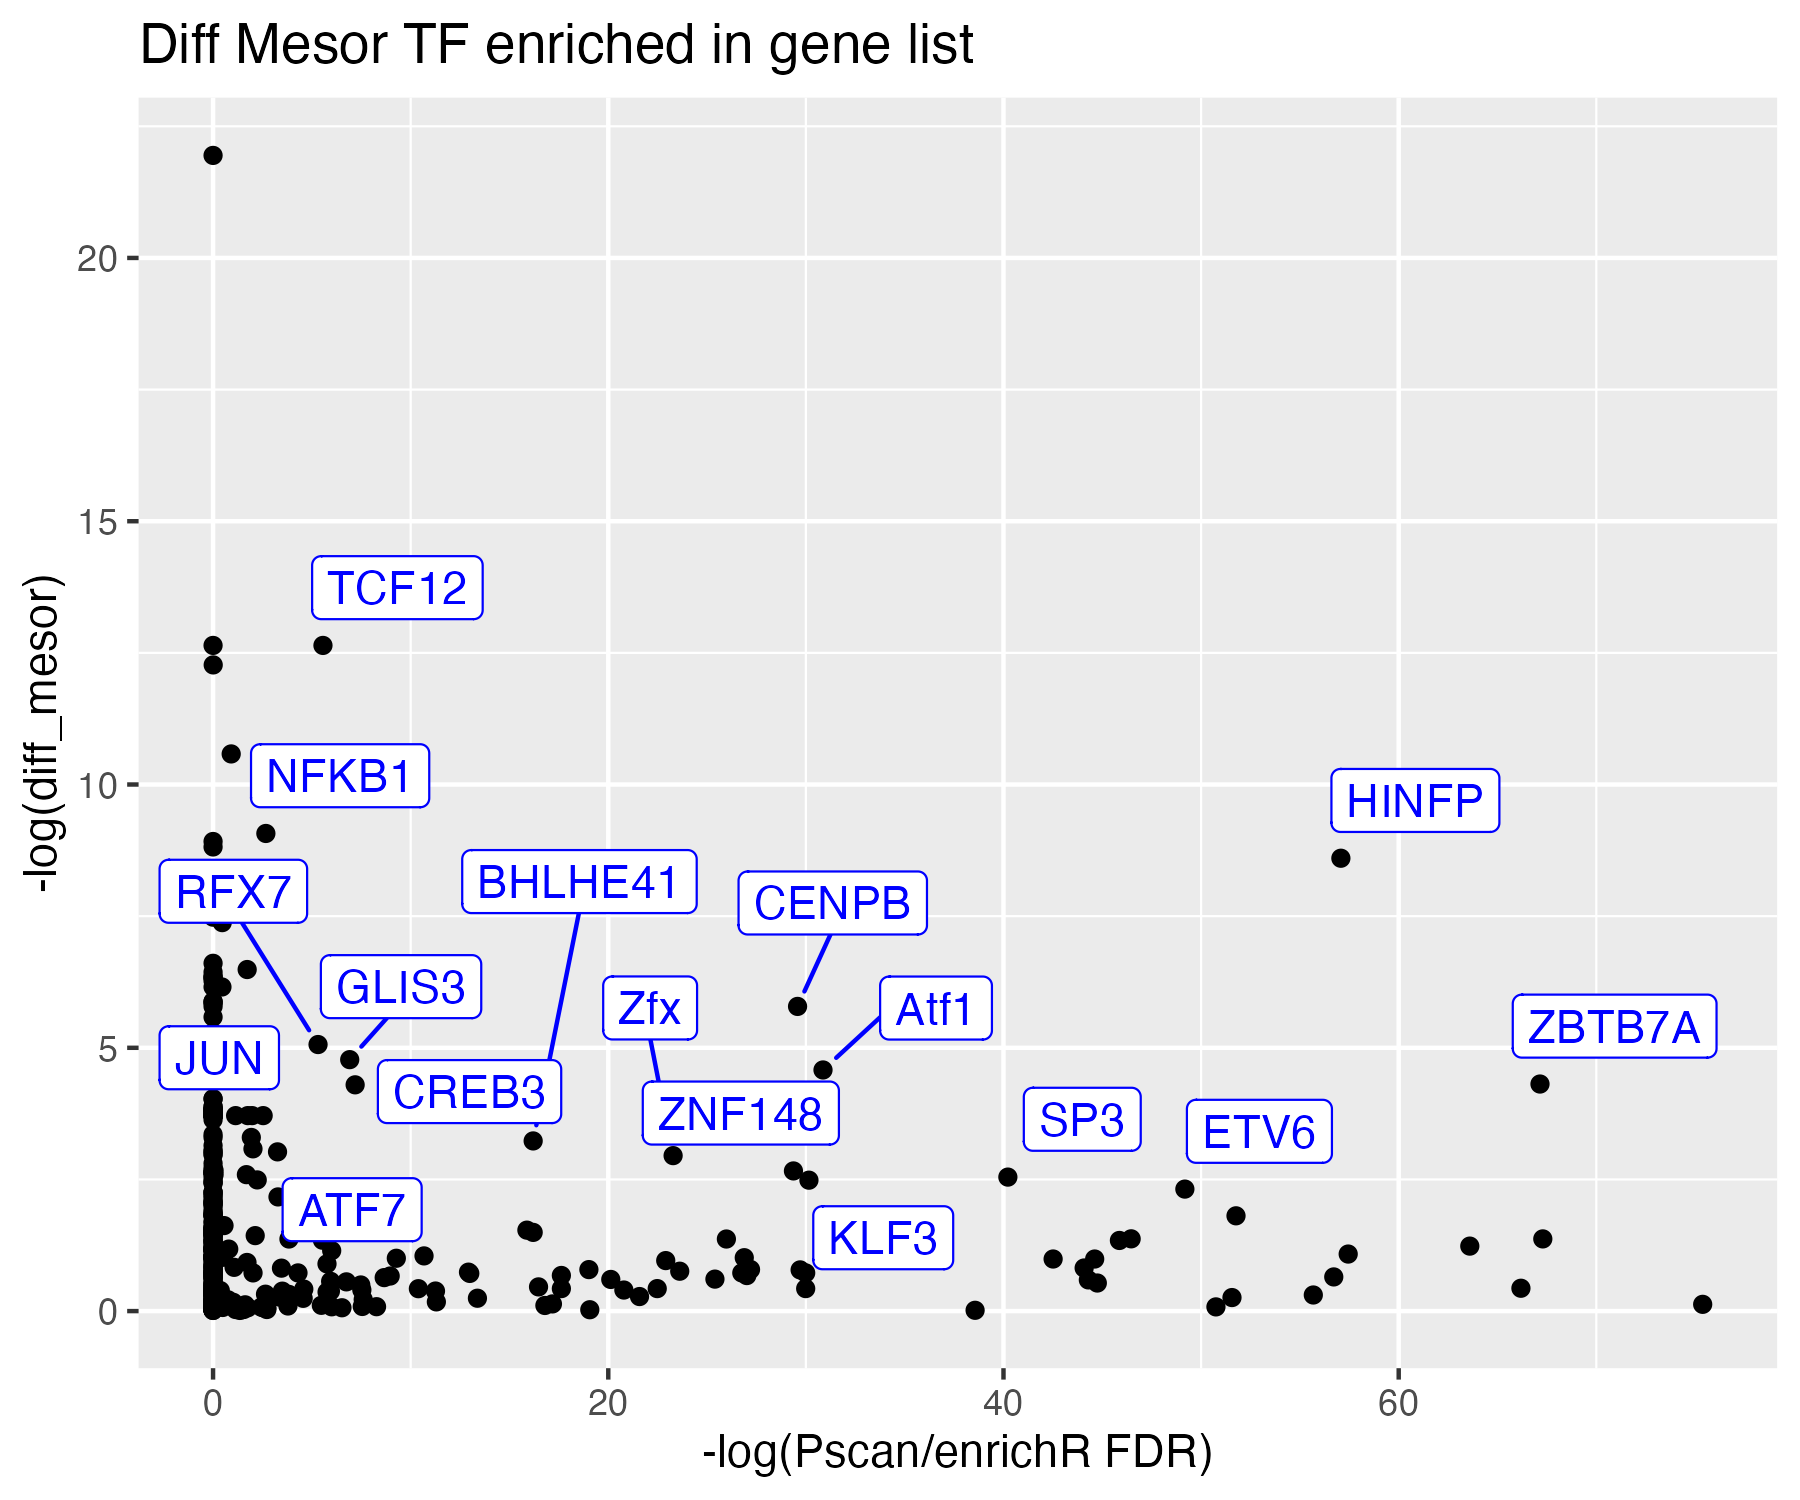 Diff Mesor TF enriched in gene list
20
15
10
5
0
-log(diff_mesor)
TCF12
NFKB1
HINFP
RFX7
BHLHE41
CENPB
GLIS3
Zfx
Atf1
ZBTB7A
JUN
CREB3
ZNF148
SP3
ETV6
ATF7
KLF3
0
20
40
60
-log(Pscan/enrichR FDR)